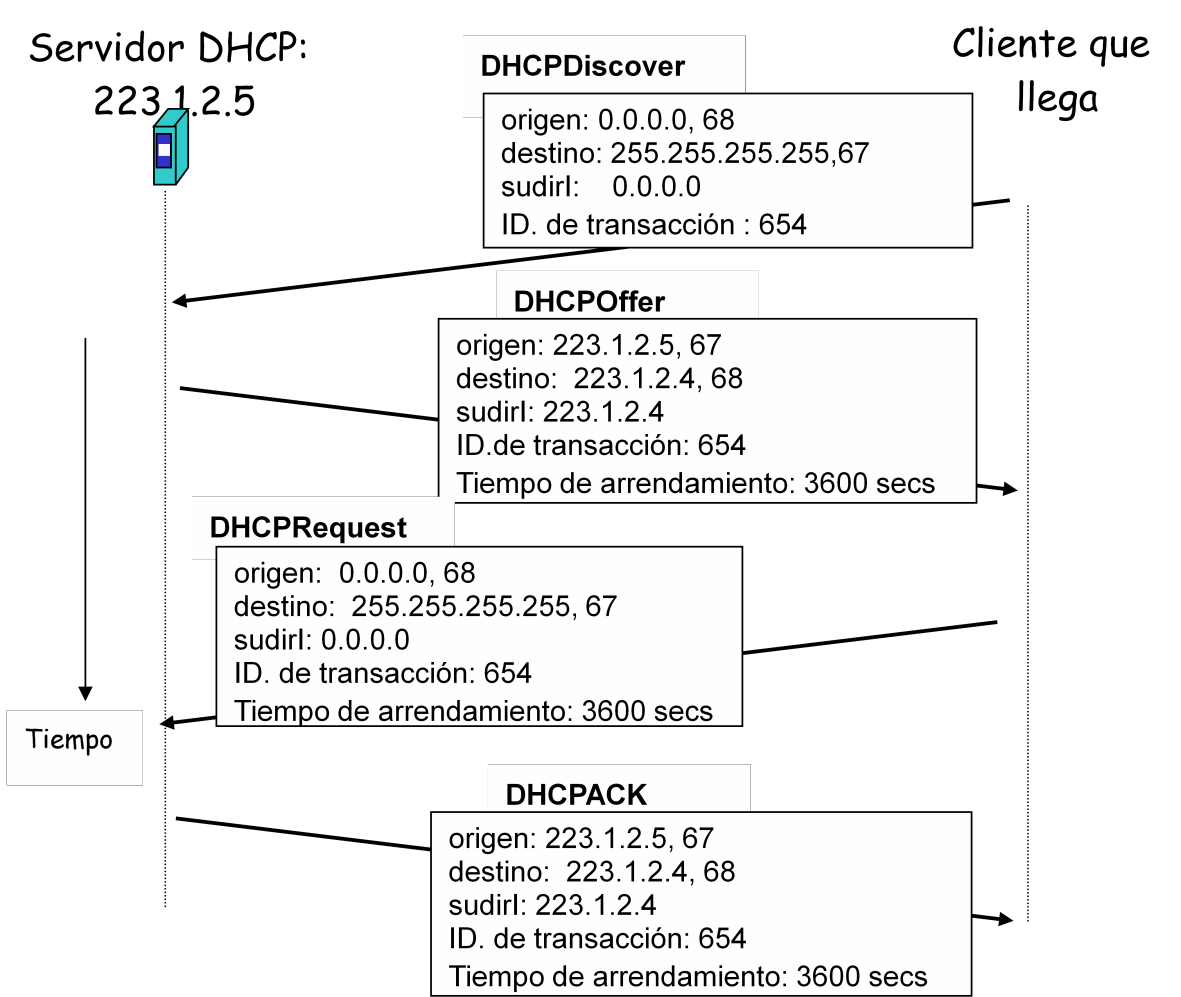 Servidor DHCP:
223.1.2.5
Cliente que
llega
DHCPDiscover
origen: 0.0.0.0, 68
destino: 255.255.255.255,67
sudirI: 0.0.0.0
ID. de transacción : 654
DHCPOffer
origen: 223.1.2.5, 67
destino: 223.1.2.4, 68
sudirI: 223.1.2.4
ID.de transacción: 654
Tiempo de arrendamiento: 3600 secs
DHCPRequest
origen: 0.0.0.0, 68
destino: 255.255.255.255, 67
sudirI: 0.0.0.0
ID. de transacción: 654
Tiempo de arrendamiento: 3600 secs
Tiempo
DHCPACK
origen: 223.1.2.5, 67
destino: 223.1.2.4, 68
sudirI: 223.1.2.4
ID. de transacción: 654
Tiempo de arrendamiento: 3600 secs